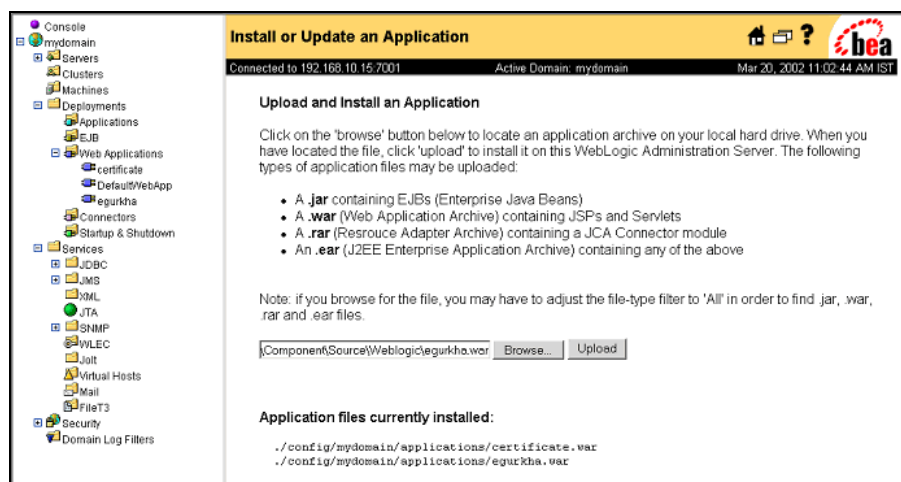 Console
mydomain
Servers
Clusters
Machines
Deployments
Applications
EJB
Web Applications
certificate
DefaultWebApp
egurkha
Connectors
Startup & Shutdown
Services
JDBC
JMS
XML
JTA
SNMP
WLEC
Jolt
Virtual Hosts
Mail
FileT3
Security
Domain Log Filters
Install or Update an Application
?
bea
Connected to 192.168.10.15:7001 Active Domain: mydomain Mar 20, 2002 11:02:44 AM IST
Upload and Install an Application
Click on the 'browse' button below to locate an application archive on your local hard drive. When you
have located the file, click 'upload' to install it on this WebLogic Administration Server. The following
types of application files may be uploaded:
• A .jar containing EJBs (Enterprise Java Beans)
• A .war (Web Application Archive) containing JSPs and Servlets
• A .rar (Resrouce Adapter Archive) containing a JCA Connector module
• An .ear (J2EE Enterprise Application Archive) containing any of the above
Note: if you browse for the file, you may have to adjust the file-type filter to 'All' in order to find .jar, .war,
.rar and .ear files.
\Component\Source\Weblogic\egurkha.war Browse... Upload
Application files currently installed:
./config/mydomain/applications/certificate.war
./config/mydomain/applications/egurkha.war